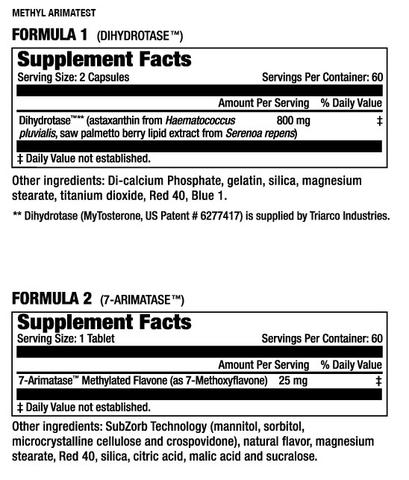 METHYL ARIMATEST
FORMULA 1 (DIHYDROTASE™)
Supplement Facts
Serving Size: 2 Capsules Servings Per Container: 60
Amount Per Serving % Daily Value
Dihydrotase™** (astaxanthin from Haematococcus 800 mg ‡
pluvialis, saw palmetto berry lipid extract from Serenoa repens)
‡ Daily Value not established.
Other ingredients: Di-calcium Phosphate, gelatin, silica, magnesium
stearate, titanium dioxide, Red 40, Blue 1.
** Dihydrotase (MyTosterone, US Patent # 6277417) is supplied by Triarco Industries.
FORMULA 2 (7-ARIMATASE™)
Supplement Facts
Serving Size: 1 Tablet Servings Per Container: 60
Amount Per Serving % Daily Value
7-Arimatase™ Methylated Flavone (as 7-Methoxyflavone) 25 mg ‡
‡ Daily Value not established.
Other ingredients: SubZorb Technology (mannitol, sorbitol,
microcrystalline cellulose and crospovidone), natural flavor, magnesium
stearate, Red 40, silica, citric acid, malic acid and sucralose.